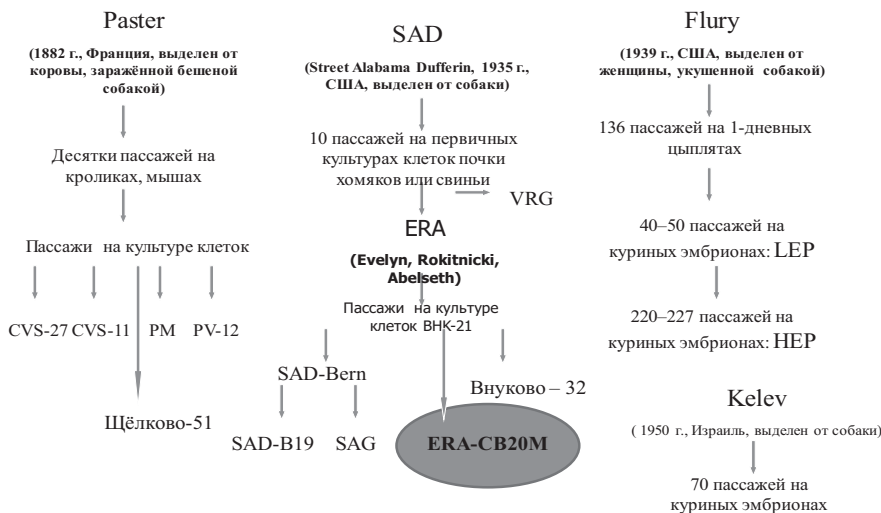 Paster
(1882 г., Франция, выделен от
коровы, заражённой бешеной
собакой)
Десятки пассажей на
кроликах, мышах
Пассажи на культуре клеток
CVS-27 CVS-11 PM PV-12
Щёлково-51
SAD
(Street Alabama Dufferin, 1935 г.,
США, выделен от собаки)
10 пассажей на первичных
культурах клеток почки
хомяков или свиньи
VRG
ERA
(Evelyn, Rokitnicki,
Abelseth)
Пассажи на культуре
клеток BHK-21
SAD-Bern
Внуково – 32
SAD-B19 SAG ERA-CB20M
Flury
(1939 г., США, выделен от
женщины, укушенной собакой)
136 пассажей на 1-дневных
цыплятах
40–50 пассажей на
куриных эмбрионах: LEP
220–227 пассажей на
куриных эмбрионах: HEP
Kelev
( 1950 г., Израиль, выделен от собаки)
70 пассажей на
куриных эмбрионах